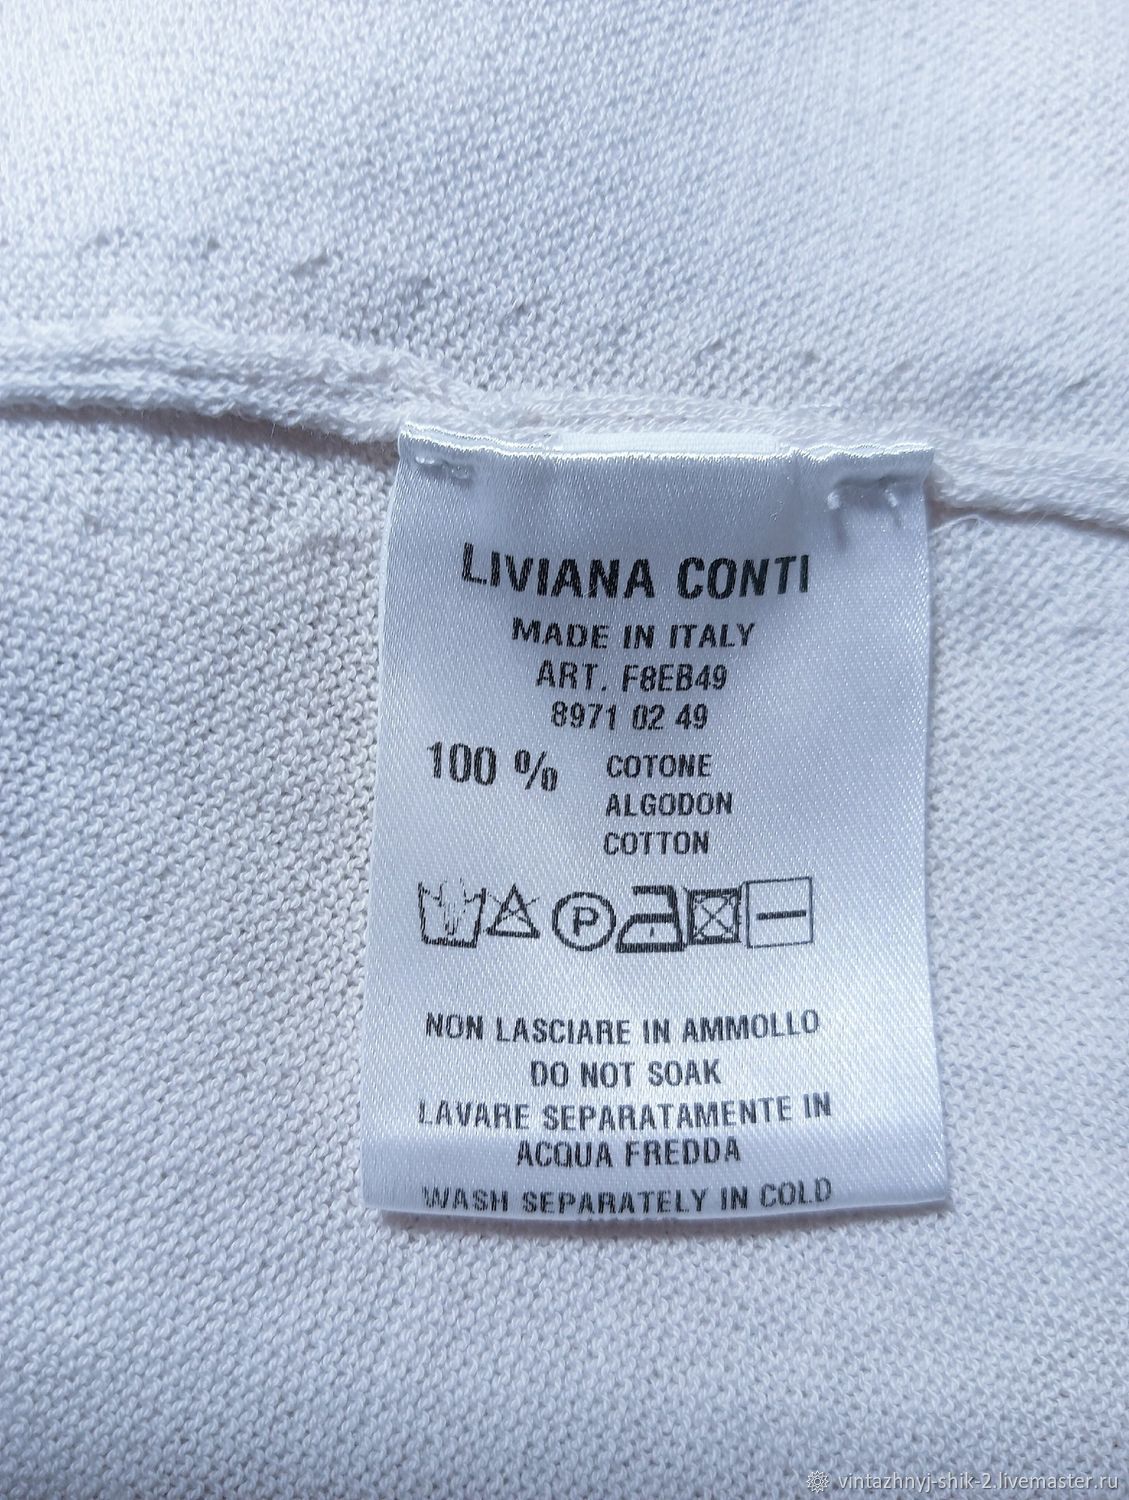 LIVIANA CONTI
MADE IN ITALY
ART. F8EB49
8971 02 49
100 % COTONE
ALGODON
COTTON
P
NON LASCIARE IN AMMOLLO
DO NOT SOAK
LAVARE SEPARATAMENTE IN
ACQUA FREDDA
WASH SEPARATELY IN COLD
vintazhnyj-shik-2.livemaster.ru